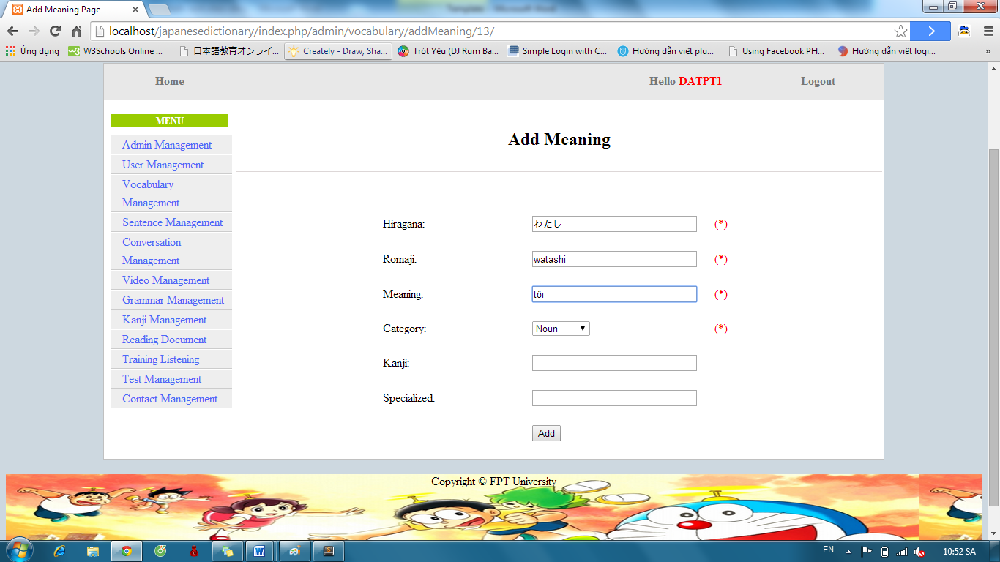 Add Meaning Page
localhost/japanesedictionary/index.php/admin/vocabulary/addMeaning/13/
Ứng dụng W3Schools Online ... 日本語教育オンライ... Creately - Draw, Sha... Trót Yêu (DJ Rum Ba... Simple Login with C... Hướng dẫn viết plu... Using Facebook PH... Hướng dẫn viết logi... »
Home Hello DATPT1 Logout
MENU
Admin Management
User Management
Vocabulary
Management
Sentence Management
Conversation
Management
Video Management
Grammar Management
Kanji Management
Reading Document
Training Listening
Test Management
Contact Management
Add Meaning
Hiragana: わたし (*)
Romaji: watashi (*)
Meaning: tôi (*)
Category: Noun (*)
Kanji:
Specialized:
Add
Copyright © FPT University
EN 10:52 SA